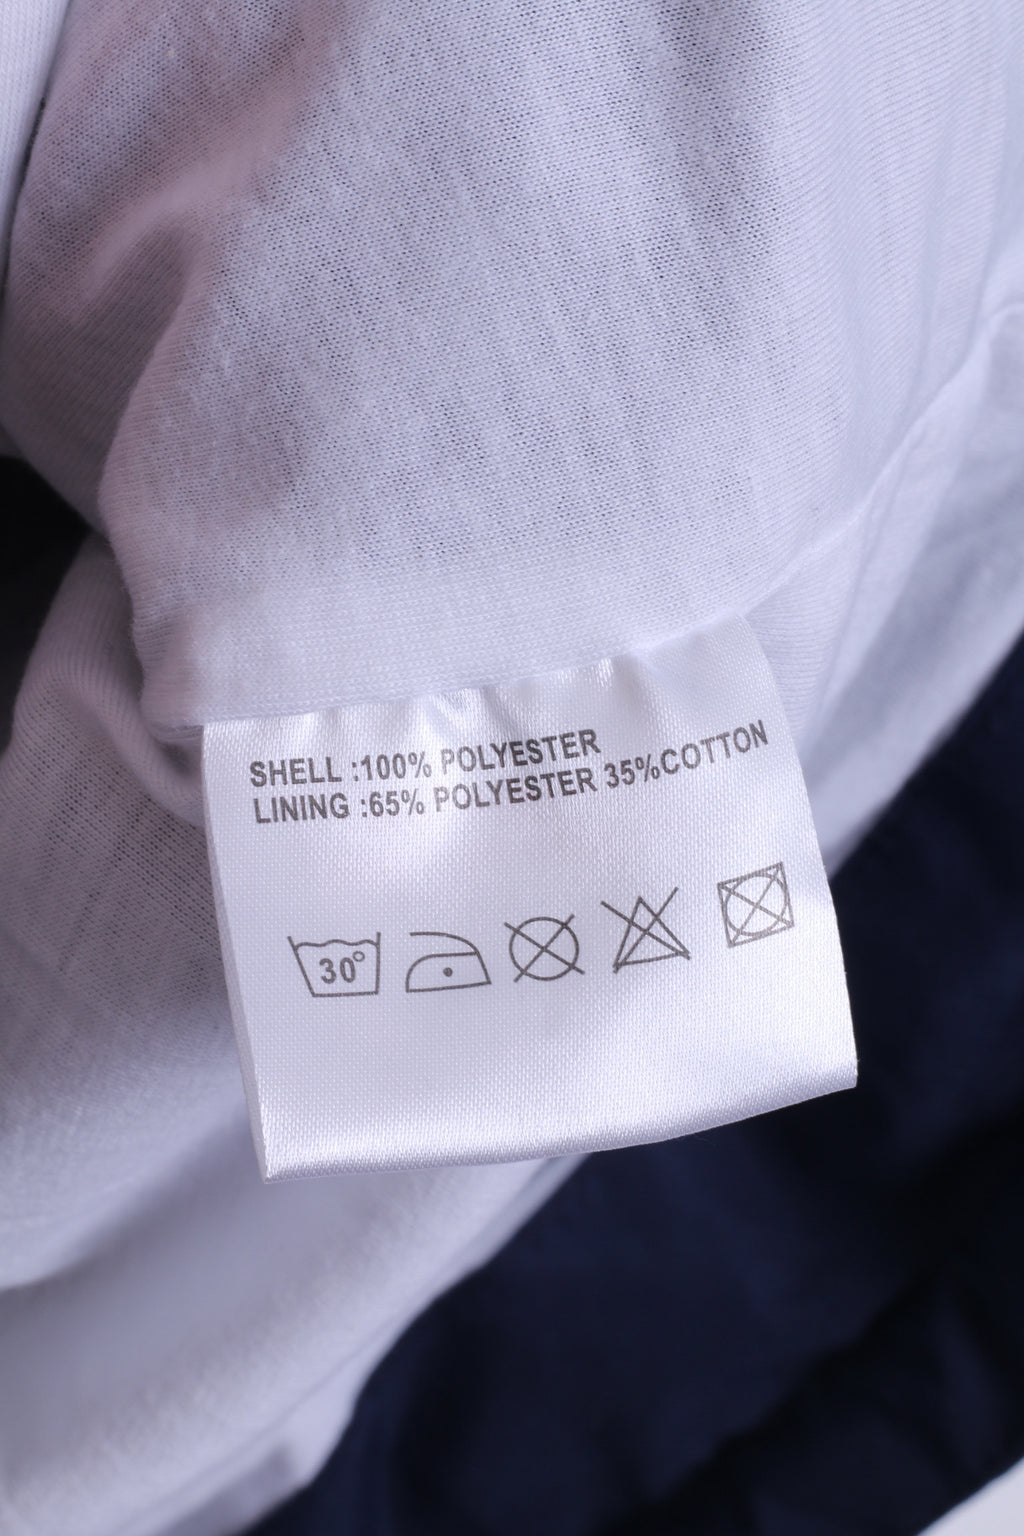 SHELL :100% POLYESTER
LINING :65% POLYESTER 35%COTTON
30°